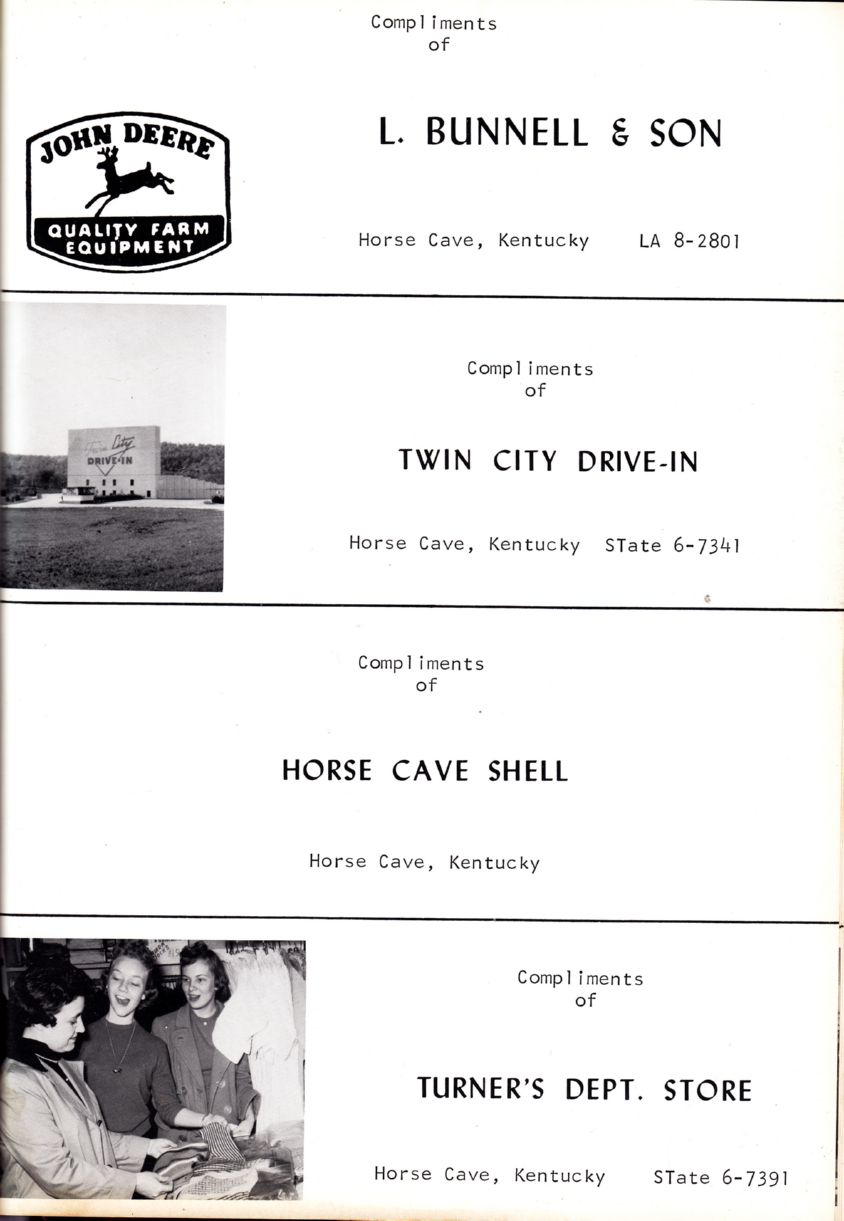 Compliments
of
L. BUNNELL & SON
JOHN DEERE
QUALITY FARM
EQUIPMENT
Horse Cave, Kentucky LA 8-2801
Compliments
of
Twin City
DRIVE-IN
TWIN CITY DRIVE-IN
Horse Cave, Kentucky STate 6-7341
Compliments
of
HORSE CAVE SHELL
Horse Cave, Kentucky
Compliments
of
TURNER'S DEPT. STORE
Horse Cave, Kentucky STate 6-7391